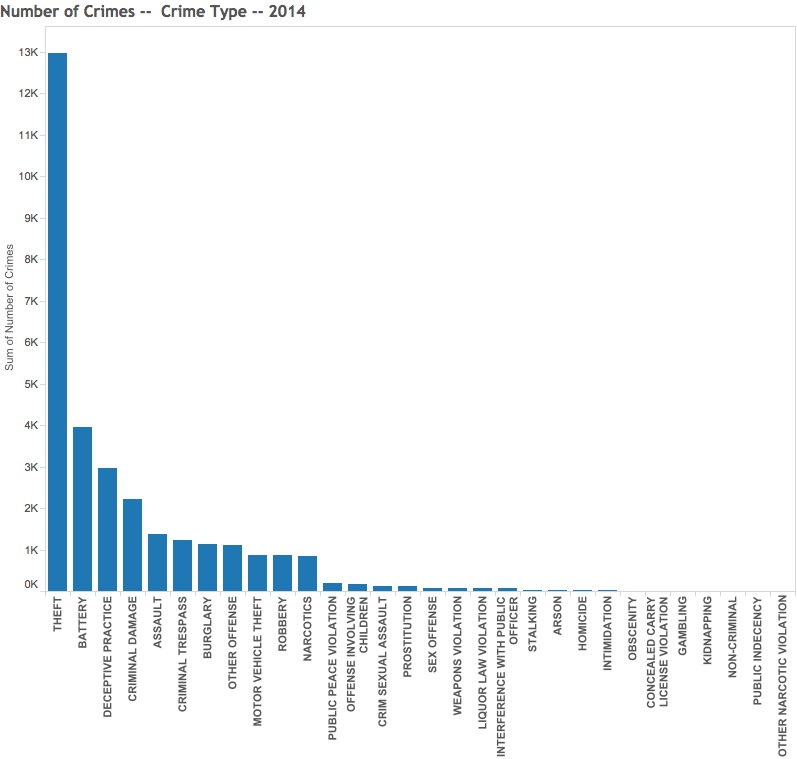 Number of Crimes --  Crime Type -- 2014
Sum of Number of Crimes
13K
12K
11K
10K
9K
8K
7K
6K
5K
4K
3K
2K
1K
0K
THEFT
BATTERY
DECEPTIVE PRACTICE
CRIMINAL DAMAGE
ASSAULT
CRIMINAL TRESPASS
BURGLARY
OTHER OFFENSE
MOTOR VEHICLE THEFT
ROBBERY
NARCOTICS
PUBLIC PEACE VIOLATION
OFFENSE INVOLVING
CHILDREN
CRIM SEXUAL ASSAULT
PROSTITUTION
SEX OFFENSE
WEAPONS VIOLATION
LIQUOR LAW VIOLATION
INTERFERENCE WITH PUBLIC
OFFICER
STALKING
ARSON
HOMICIDE
INTIMIDATION
OBSCENITY
CONCEALED CARRY
LICENSE VIOLATION
GAMBLING
KIDNAPPING
NON-CRIMINAL
PUBLIC INDECENCY
OTHER NARCOTIC VIOLATION